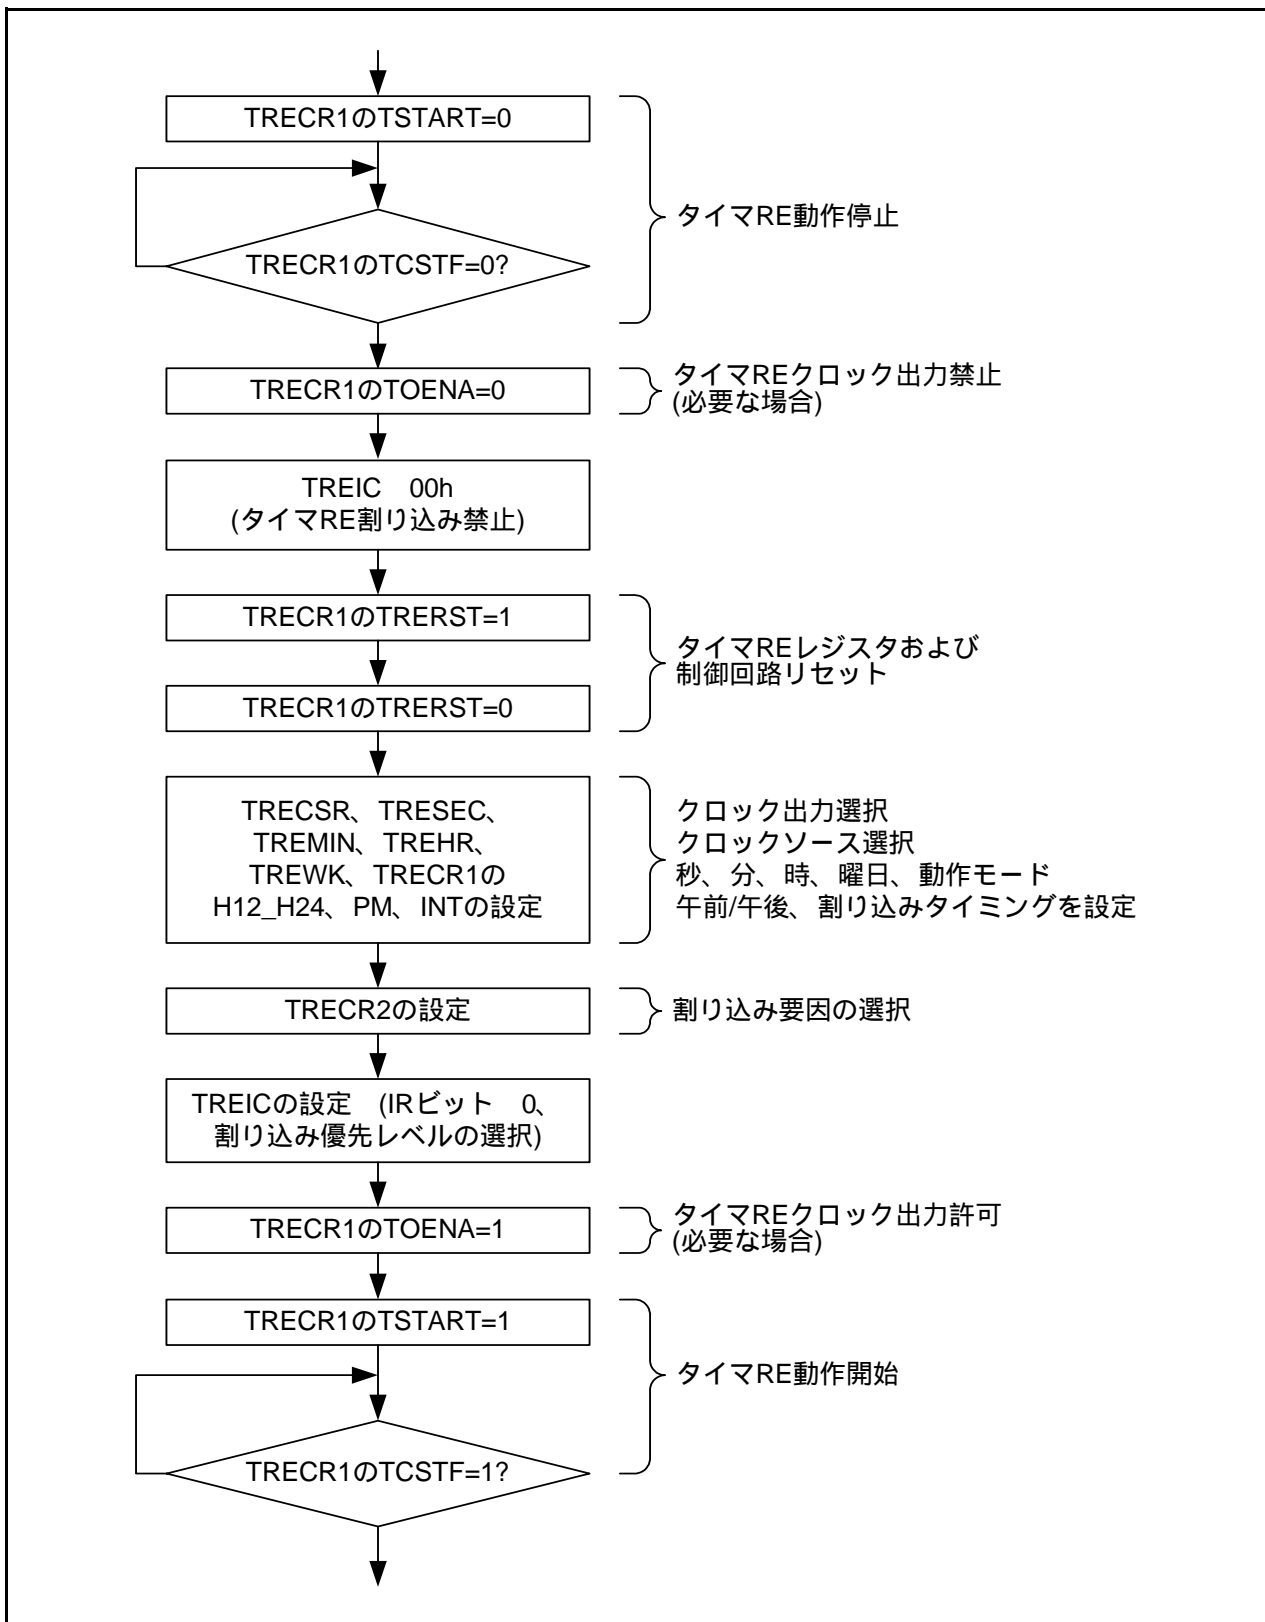 TRECR1のTSTART=0
TRECR1のTCSTF=0?
タイマRE動作停止
TRECR1のTOENA=0
タイマREクロック出力禁止
(必要な場合)
TREIC　00h
(タイマRE割り込み禁止)
TRECR1のTRERST=1
TRECR1のTRERST=0
タイマREレジスタおよび
制御回路リセット
TRECSR、TRESEC、
TREMIN、TREHR、
TREWK、TRECR1の
H12_H24、PM、INTの設定
クロック出力選択
クロックソース選択
秒、分、時、曜日、動作モード
午前/午後、割り込みタイミングを設定
TRECR2の設定
割り込み要因の選択
TREICの設定　(IRビット　0、
割り込み優先レベルの選択)
TRECR1のTOENA=1
タイマREクロック出力許可
(必要な場合)
TRECR1のTSTART=1
TRECR1のTCSTF=1?
タイマRE動作開始